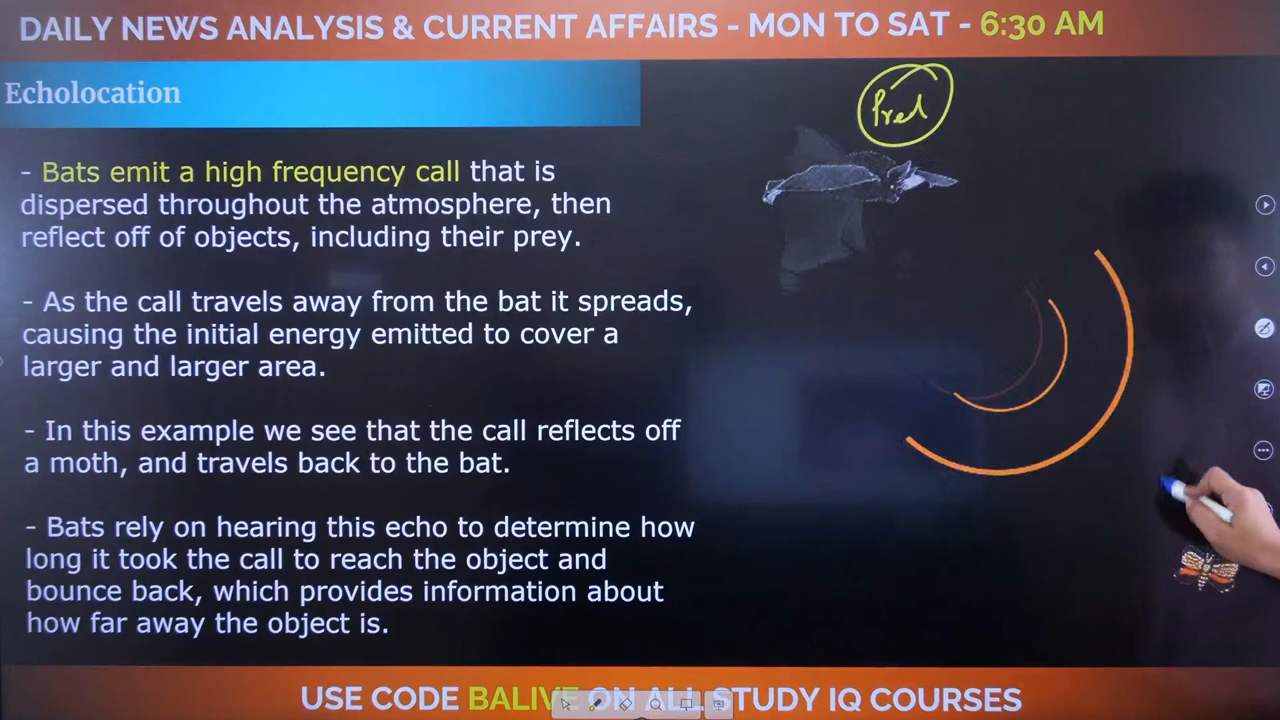 DAILY NEWS ANALYSIS & CURRENT AFFAIRS - MON TO SAT - 6:30 AM
Echolocation
Pred
- Bats emit a high frequency call that is
dispersed throughout the atmosphere, then
reflect off of objects, including their prey.
- As the call travels away from the bat it spreads,
causing the initial energy emitted to cover a
larger and larger area.
- In this example we see that the call reflects off
a moth, and travels back to the bat.
- Bats rely on hearing this echo to determine how
long it took the call to reach the object and
bounce back, which provides information about
how far away the object is.
USE CODE BALIVE ON ALL STUDY IQ COURSES